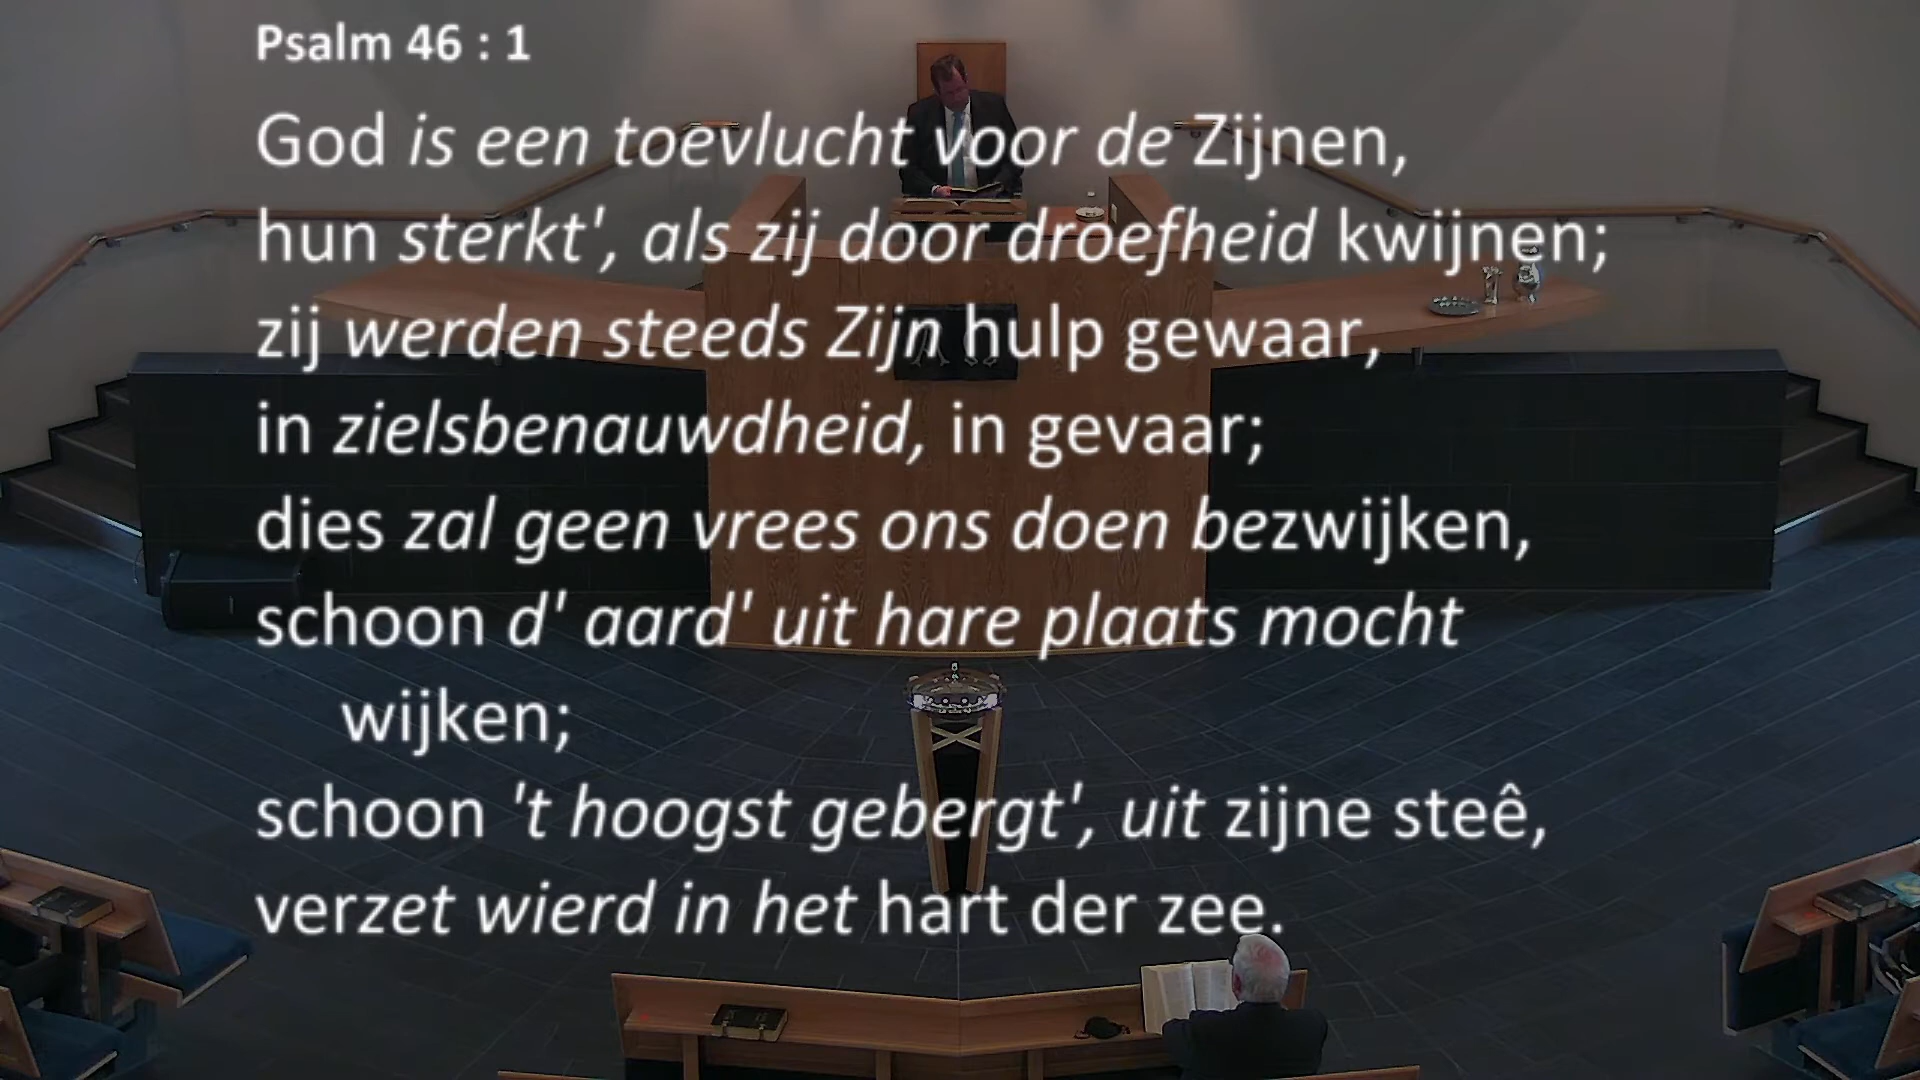 Psalm 46 : 1
God is een toevlucht voor de Zijnen,
hun sterkt', als zij door droefheid kwijnen;
zij werden steeds Zijn hulp gewaar,
in zielsbenauwdheid, in gevaar;
dies zal geen vrees ons doen bezwijken,
schoon d' aard' uit hare plaats mocht
wijken;
schoon 't hoogst gebergt', uit zijne steê,
verzet wierd in het hart der zee.